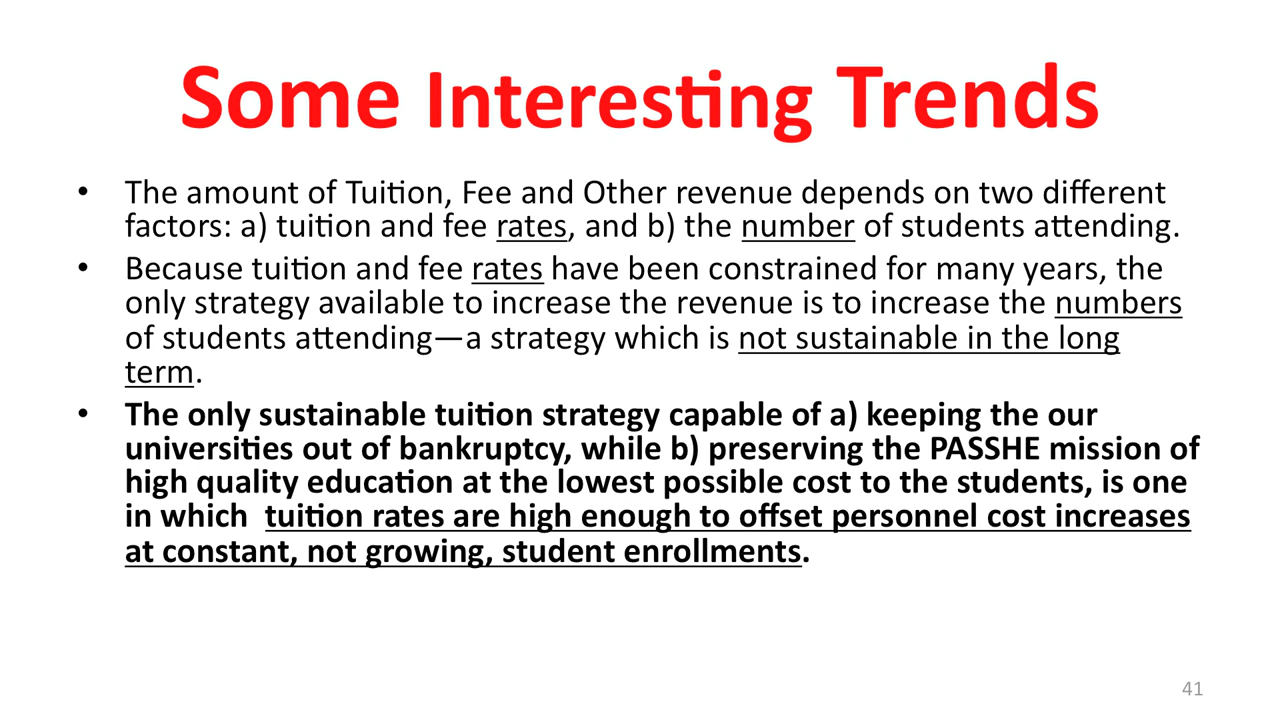 Some Interesting Trends
• The amount of Tuition, Fee and Other revenue depends on two different
factors: a) tuition and fee rates, and b) the number of students attending.
• Because tuition and fee rates have been constrained for many years, the
only strategy available to increase the revenue is to increase the numbers
of students attending—a strategy which is not sustainable in the long
term.
• The only sustainable tuition strategy capable of a) keeping the our
universities out of bankruptcy, while b) preserving the PASSHE mission of
high quality education at the lowest possible cost to the students, is one
in which  tuition rates are high enough to offset personnel cost increases
at constant, not growing, student enrollments.
41